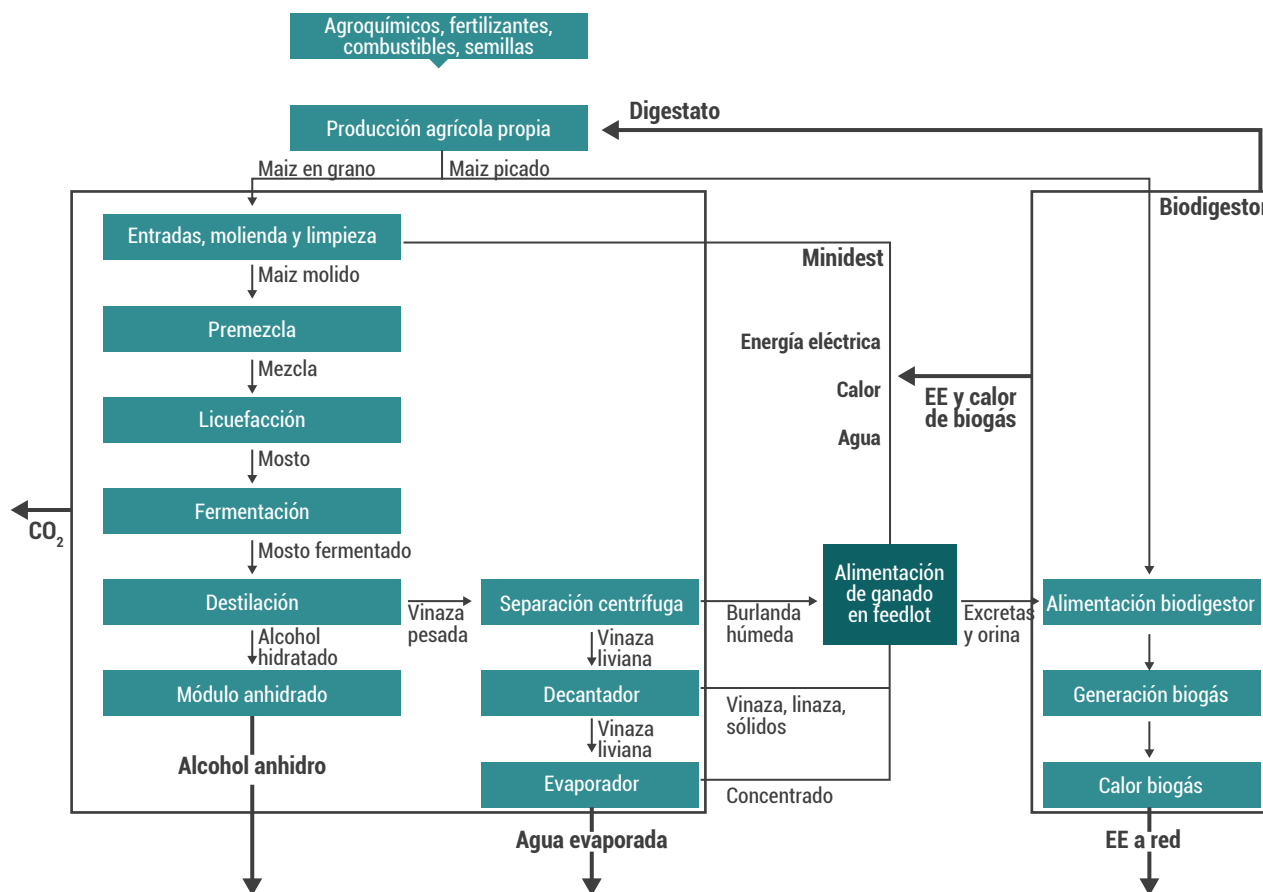 Agroquímicos, fertilizantes,
combustibles, semillas
Digestato
Producción agrícola propia
Maiz en grano
Maiz picado
Biodigestor
Entradas, molienda y limpieza
Minidest
Maiz molido
Premezcla
Energía eléctrica
Mezcla
Calor
EE y calor
de biogás
Licuefacción
Agua
Mosto
Fermentación
CO2
Mosto fermentado
Destilación
Vinaza
pesada
Separación centrífuga
Burlanda
húmeda
Alimentación
de ganado
en feedlot
Excretas
y orina
Alimentación biodigestor
Alcohol
hidratado
Vinaza
liviana
Módulo anhidrado
Decantador
Vinaza, linaza,
sólidos
Generación biogás
Vinaza
liviana
Alcohol anhidro
Evaporador
Concentrado
Calor biogás
Agua evaporada
EE a red